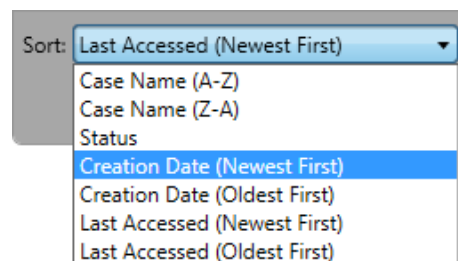 Sort: Last Accessed (Newest First)
Case Name (A-Z)
Case Name (Z-A)
Status
Creation Date (Newest First)
Creation Date (Oldest First)
Last Accessed (Newest First)
Last Accessed (Oldest First)